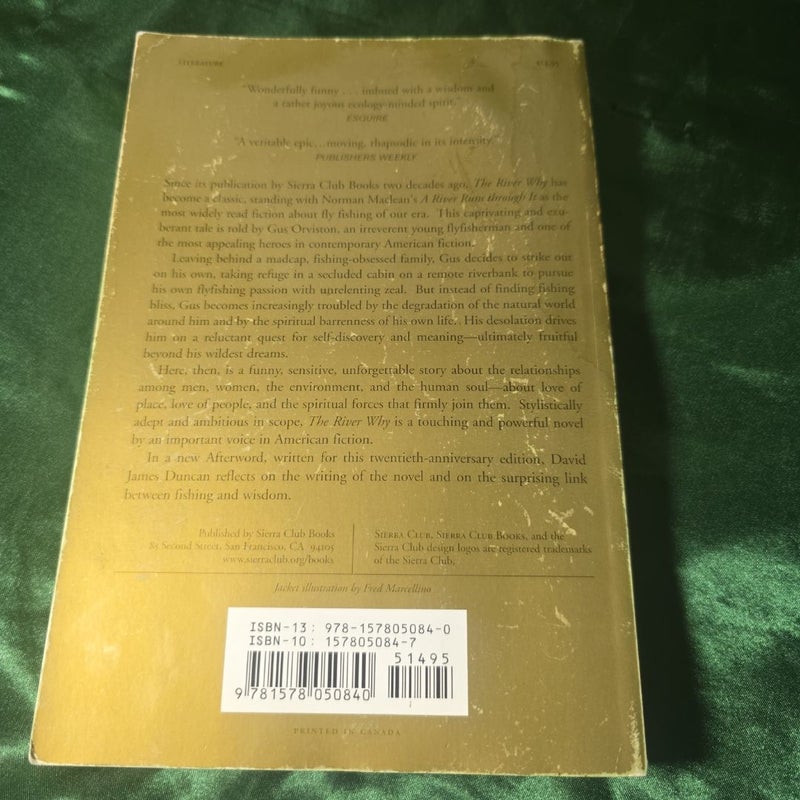 LITERATURE
"Wonderfully funny . . . imbued with a wisdom and
a rather joyous ecology-minded spirit."
ESQUIRE
"A veritable epic...moving, rhapsodic in its intensity."
PUBLISHERS WEEKLY
Since its publication by Sierra Club Books two decades ago, The River Why has
become a classic, standing with Norman Maclean's A River Runs through It as the
most widely read fiction about fly fishing of our era. This captivating and exu-
berant tale is told by Gus Orviston, an irreverent young flyfisherman and one of
the most appealing heroes in contemporary American fiction.
Leaving behind a madcap, fishing-obsessed family, Gus decides to strike out
on his own, taking refuge in a secluded cabin on a remote riverbank to pursue
his own flyfishing passion with unrelenting zeal. But instead of finding fishing
bliss, Gus becomes increasingly troubled by the degradation of the natural world
around him and by the spiritual barrenness of his own life. His desolation drives
him on a reluctant quest for self-discovery and meaning—ultimately fruitful
beyond his wildest dreams.
Here, then, is a funny, sensitive, unforgettable story about the relationships
among men, women, the environment, and the human soul—about love of
place, love of people, and the spiritual forces that firmly join them. Stylistically
adept and ambitious in scope, The River Why is a touching and powerful novel
by an important voice in American fiction.
In a new Afterword, written for this twentieth-anniversary edition, David
James Duncan reflects on the writing of the novel and on the surprising link
between fishing and wisdom.
Published by Sierra Club Books
85 Second Street, San Francisco, CA 94105
www.sierraclub.org/books
SIERRA CLUB, SIERRA CLUB BOOKS, and the
Sierra Club design logos are registered trademarks
of the Sierra Club.
Jacket illustration by Fred Marcellino
ISBN-13: 978-157805084-0
ISBN-10: 157805084-7
51495
9 781578 050840
PRINTED IN CANADA